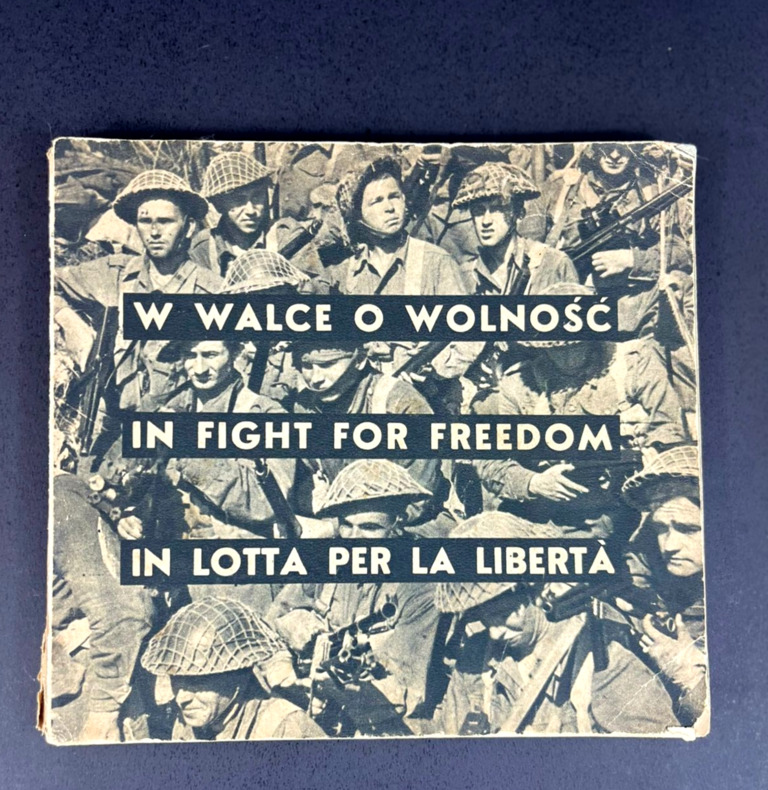 W WALCE O WOLNOŚĆ
IN FIGHT FOR FREEDOM
IN LOTTA PER LA LIBERTÀ